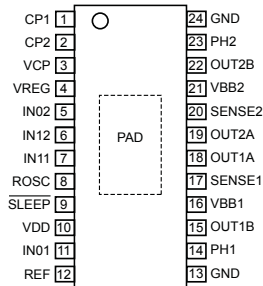 CP1 1 24 GND
CP2 2 23 PH2
VCP 3 22 OUT2B
VREG 4 21 VBB2
IN02 5 20 SENSE2
IN12 6 PAD 19 OUT2A
IN11 7 18 OUT1A
ROSC 8 17 SENSE1
SLEEP 9 16 VBB1
VDD 10 15 OUT1B
IN01 11 14 PH1
REF 12 13 GND